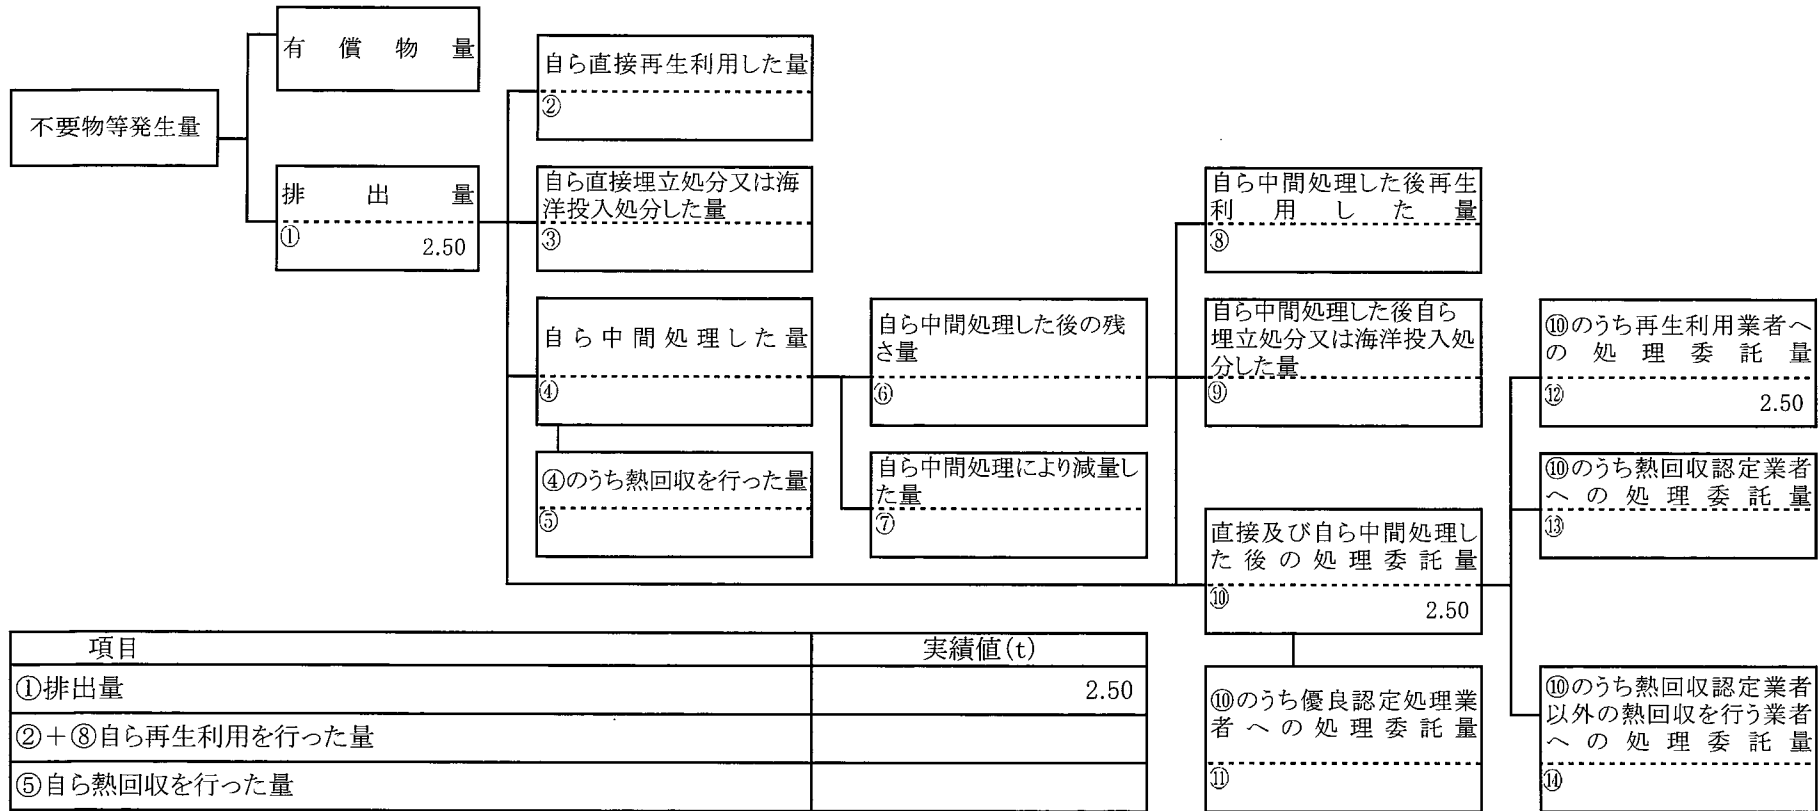 不要物等発生量
有償物量
排出量
①
2.50
自ら直接再生利用した量
②
自ら直接埋立処分又は海
洋投入処分した量
③
自ら中間処理した量
④
④のうち熱回収を行った量
⑤
自ら中間処理した後の残
さ量
⑥
自ら中間処理により減量し
た量
⑦
自ら中間処理した後再生
利用した量
⑧
自ら中間処理した後自ら
埋立処分又は海洋投入処
分した量
⑨
直接及び自ら中間処理し
た後の処理委託量
⑩
2.50
⑩のうち優良認定処理業
者への処理委託量
⑪
⑩のうち再生利用業者へ
の処理委託量
⑫
2.50
⑩のうち熱回収認定業者
への処理委託量
⑬
⑩のうち熱回収認定業者
以外の熱回収を行う業者
への処理委託量
⑭
項目 実績値(t)
①排出量 2.50
②+⑧自ら再生利用を行った量
⑤自ら熱回収を行った量